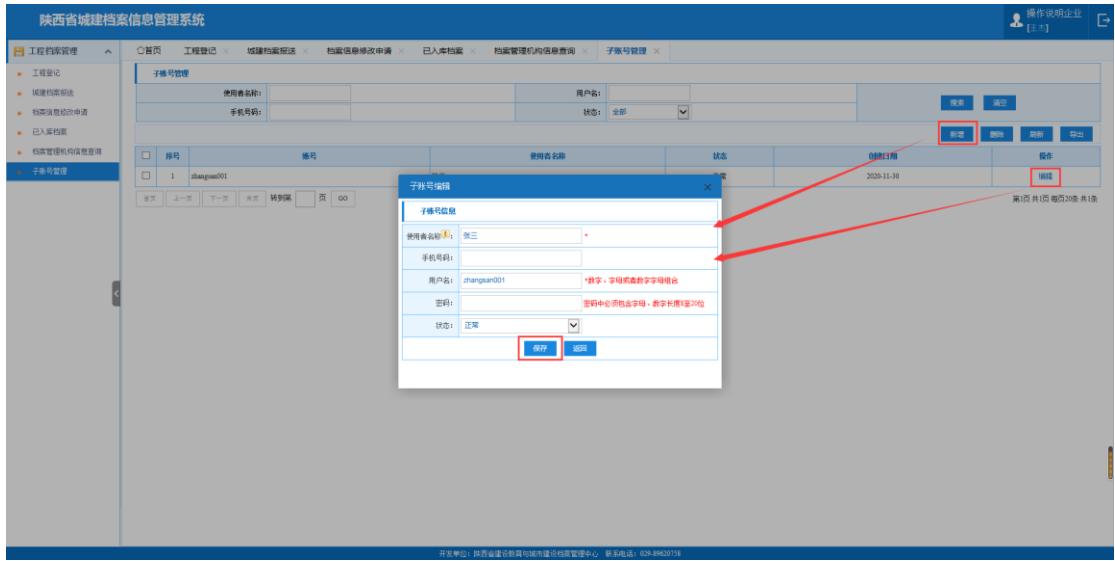 陕西省城建档案信息管理系统
操作说明企业
[王杰]
工程档案管理
首页 工程登记 城建档案报送 档案信息修改申请 已入库档案 档案管理机构信息查询 子账号管理
工程登记
城建档案报送
档案信息修改申请
已入库档案
档案管理机构信息查询
子账号管理
子账号管理
使用者名称: 用户名:
手机号码: 状态: 全部
搜索 清空
新增 删除 刷新 导出
序号 账号 使用者名称 状态 创建日期 操作
1 zhangsan001 2020-11-30 编辑
首页 上一页 下一页 末页 转到第 页 GO 第1页 共1页 每页20条 共1条
子账号编辑
子账号信息
使用者名称: 张三 *
手机号码:
用户名: zhangsan001 *数字、字母或者数字字母组合
密码: 密码中必须包含字母、数字长度8至20位
状态: 正常
保存 返回
开发单位: 陕西省建设教育与城市建设档案管理中心 联系电话: 029-89620758